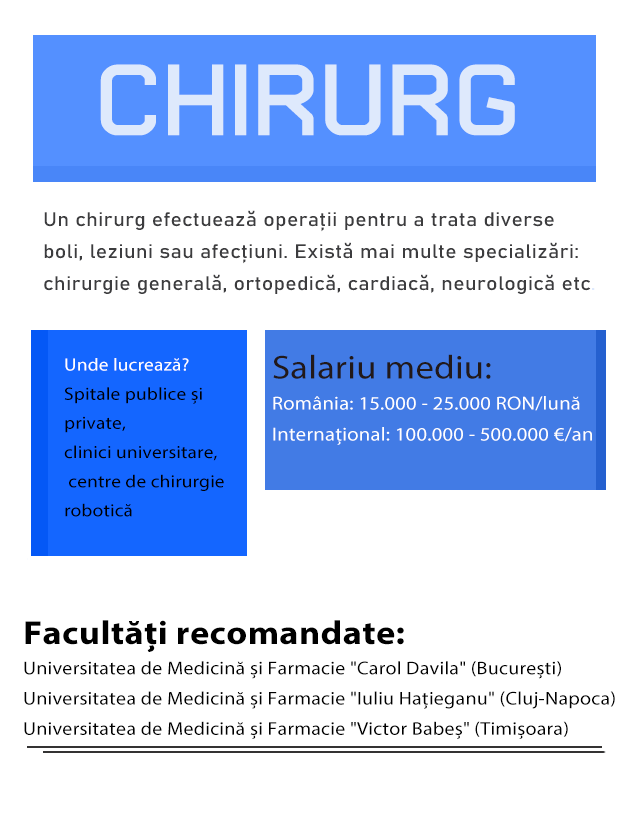 CHIRURG
Un chirurg efectuează operații pentru a trata diverse
boli, leziuni sau afecțiuni. Există mai multe specializări:
chirurgie generală, ortopedică, cardiacă, neurologică etc.
Unde lucrează?
Spitale publice și
private,
clinici universitare,
centre de chirurgie
robotică
Salariu mediu:
România: 15.000 - 25.000 RON/lună
Internațional: 100.000 - 500.000 €/an
Facultăți recomandate:
Universitatea de Medicină și Farmacie "Carol Davila" (București)
Universitatea de Medicină și Farmacie "Iuliu Hațieganu" (Cluj-Napoca)
Universitatea de Medicină și Farmacie "Victor Babeș" (Timișoara)